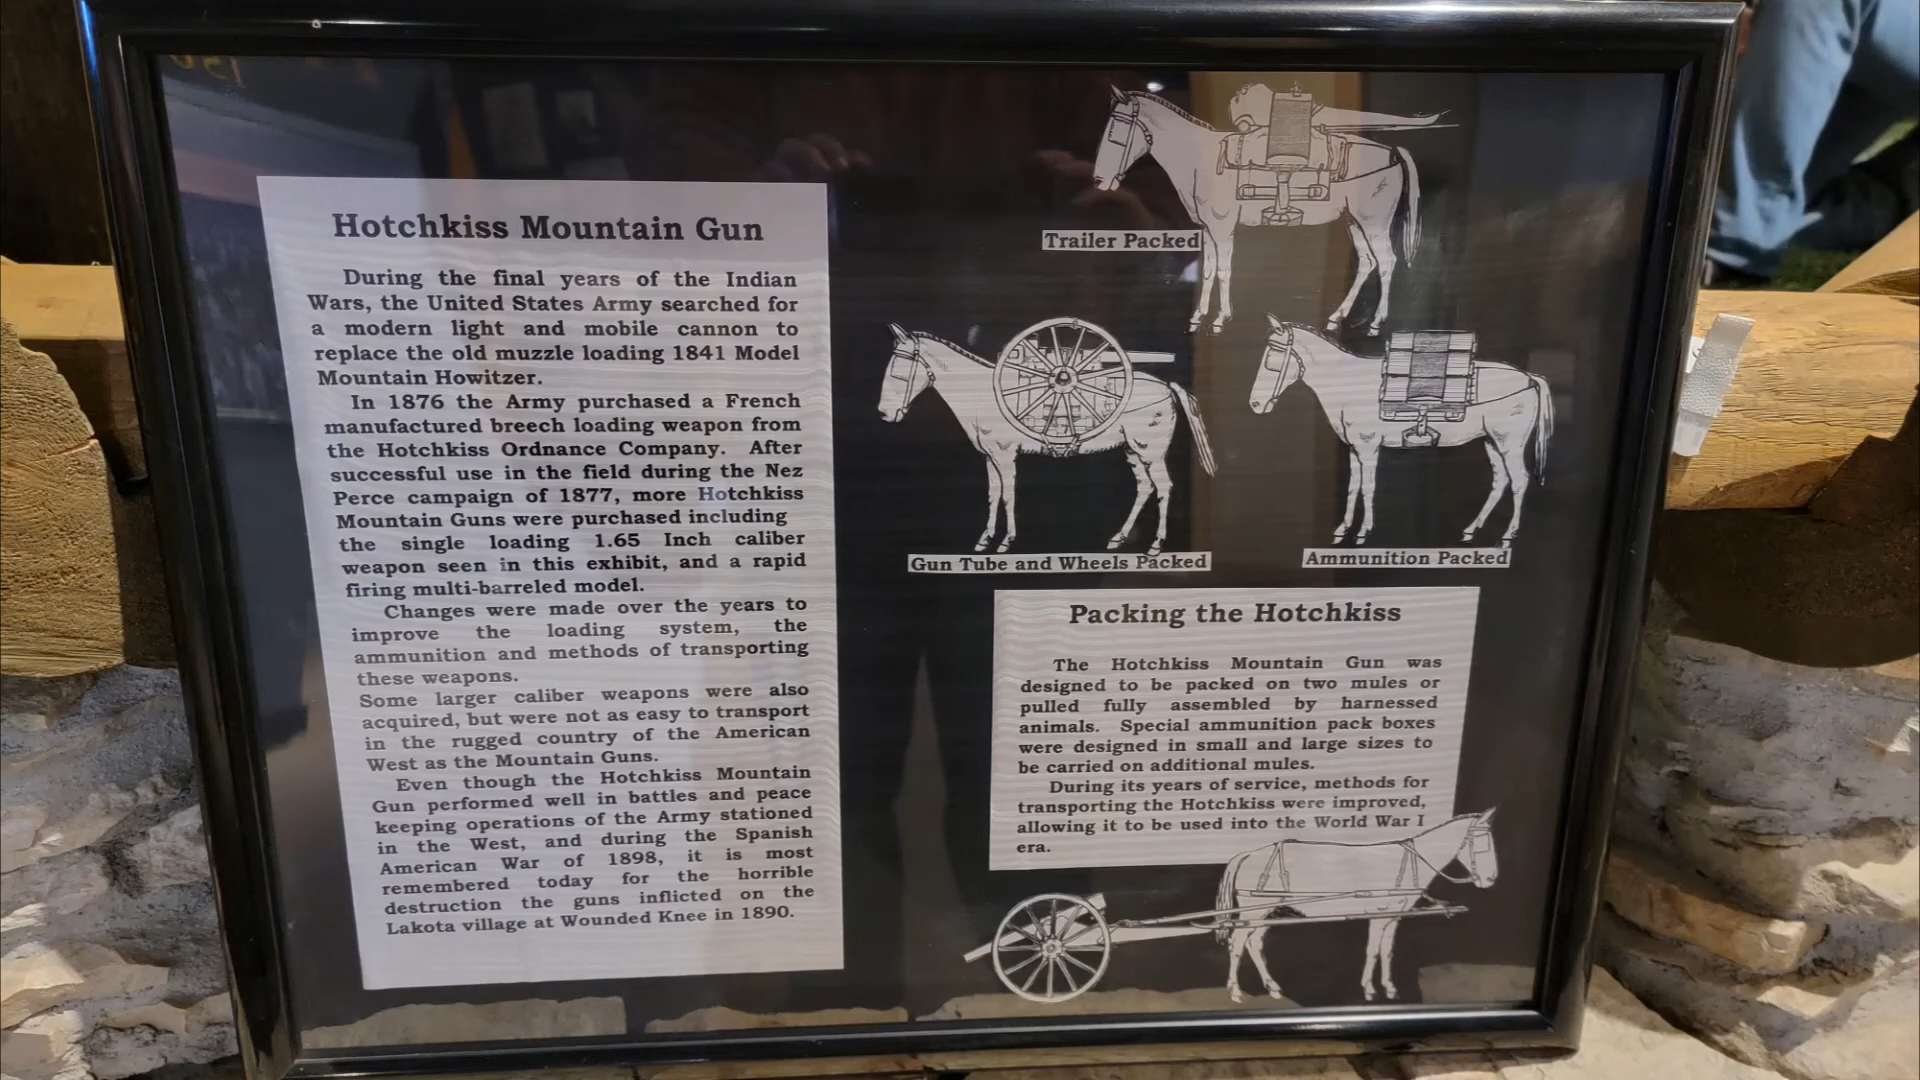 Hotchkiss Mountain Gun
During the final years of the Indian
Wars, the United States Army searched for
a modern light and mobile cannon to
replace the old muzzle loading 1841 Model
Mountain Howitzer.
In 1876 the Army purchased a French
manufactured breech loading weapon from
the Hotchkiss Ordnance Company. After
successful use in the field during the Nez
Perce campaign of 1877, more Hotchkiss
Mountain Guns were purchased including
the single loading 1.65 Inch caliber
weapon seen in this exhibit, and a rapid
firing multi-barreled model.
Changes were made over the years to
improve the loading system, the
ammunition and methods of transporting
these weapons.
Some larger caliber weapons were also
acquired, but were not as easy to transport
in the rugged country of the American
West as the Mountain Guns.
Even though the Hotchkiss Mountain
Gun performed well in battles and peace
keeping operations of the Army stationed
in the West, and during the Spanish
American War of 1898, it is most
remembered today for the horrible
destruction the guns inflicted on the
Lakota village at Wounded Knee in 1890.
Trailer Packed
Gun Tube and Wheels Packed
Ammunition Packed
Packing the Hotchkiss
The Hotchkiss Mountain Gun was
designed to be packed on two mules or
pulled fully assembled by harnessed
animals. Special ammunition pack boxes
were designed in small and large sizes to
be carried on additional mules.
During its years of service, methods for
transporting the Hotchkiss were improved,
allowing it to be used into the World War I
era.